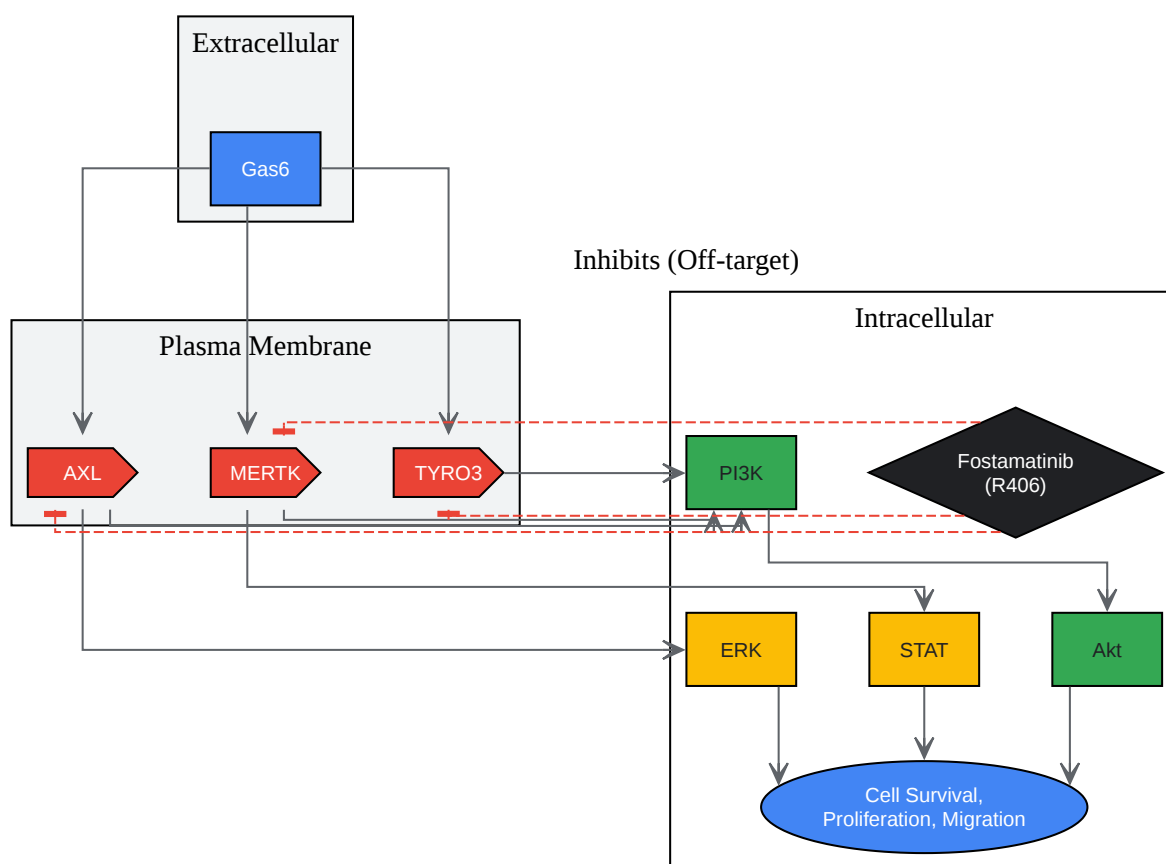 Extracellular
Gas6
Inhibits (Off-target)
Plasma Membrane
Intracellular
AXL
MERTK
TYRO3
PI3K
Fostamatinib
(R406)
ERK
STAT
Akt
Cell Survival,
Proliferation, Migration